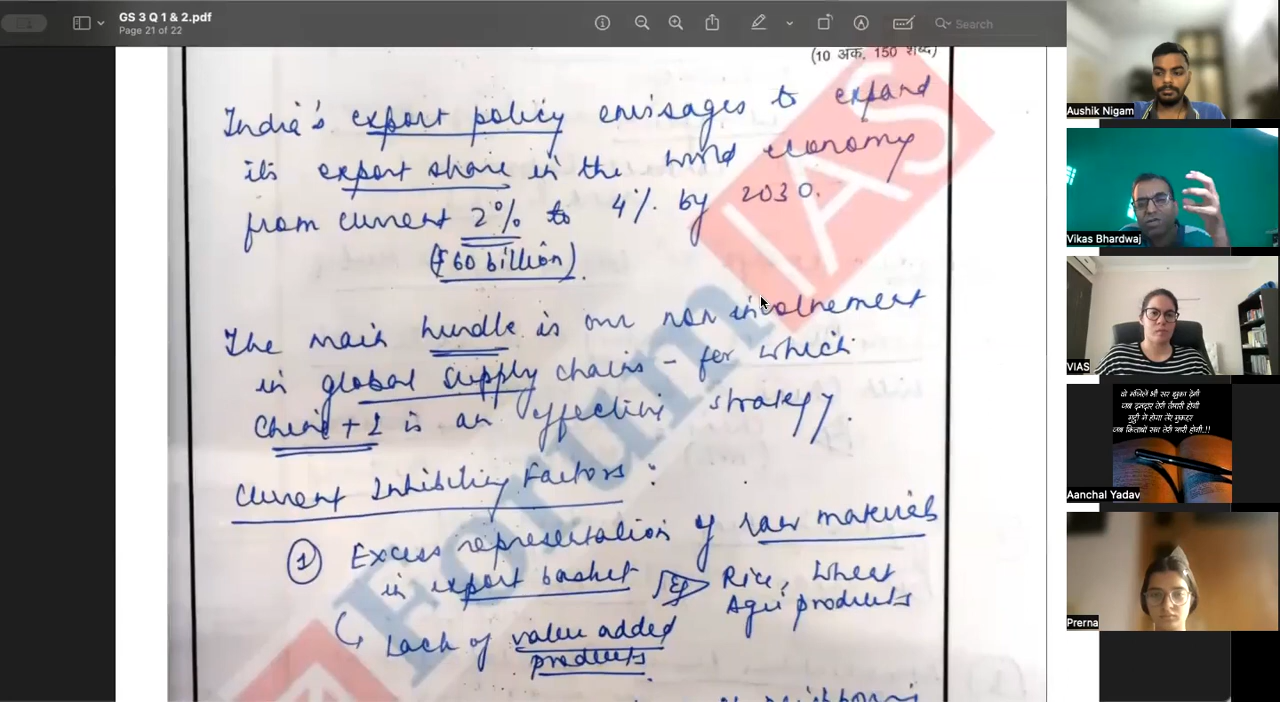 GS 3 Q 1 & 2.pdf
Page 21 of 22
Search
(10 अंक, 150 शब्द)
India's export policy envisages to expand
its export share in the world economy
from current 2% to 4% by 2030.
($60 billion).
The main hurdle is our non involvement
in global supply chains - for which
China + 1 is an effective strategy.
Current Inhibiting Factors :
① Excess representation of raw materials
in export basket Eg Rice, Wheat
Agri products
Lack of value added
products.
Forum IAS
Aushik Nigam
Vikas Bhardwaj
VIAS
जब किताबों संग तेरी यारी होगी..!!
Aanchal Yadav
Prerna